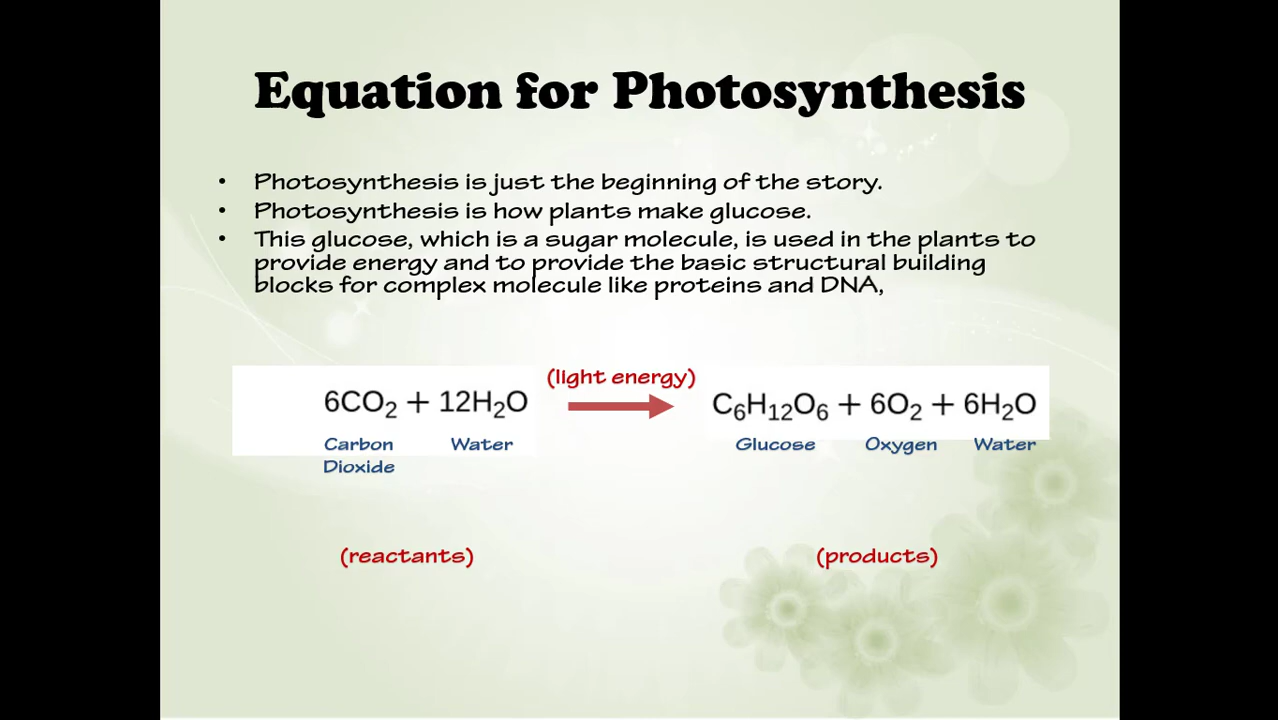 Equation for Photosynthesis
• Photosynthesis is just the beginning of the story.
• Photosynthesis is how plants make glucose.
• This glucose, which is a sugar molecule, is used in the plants to
provide energy and to provide the basic structural building
blocks for complex molecule like proteins and DNA,
(light energy)
6CO₂ + 12H₂O → C₆H₁₂O₆ + 6O₂ + 6H₂O
Carbon Water Glucose Oxygen Water
Dioxide
(reactants) (products)